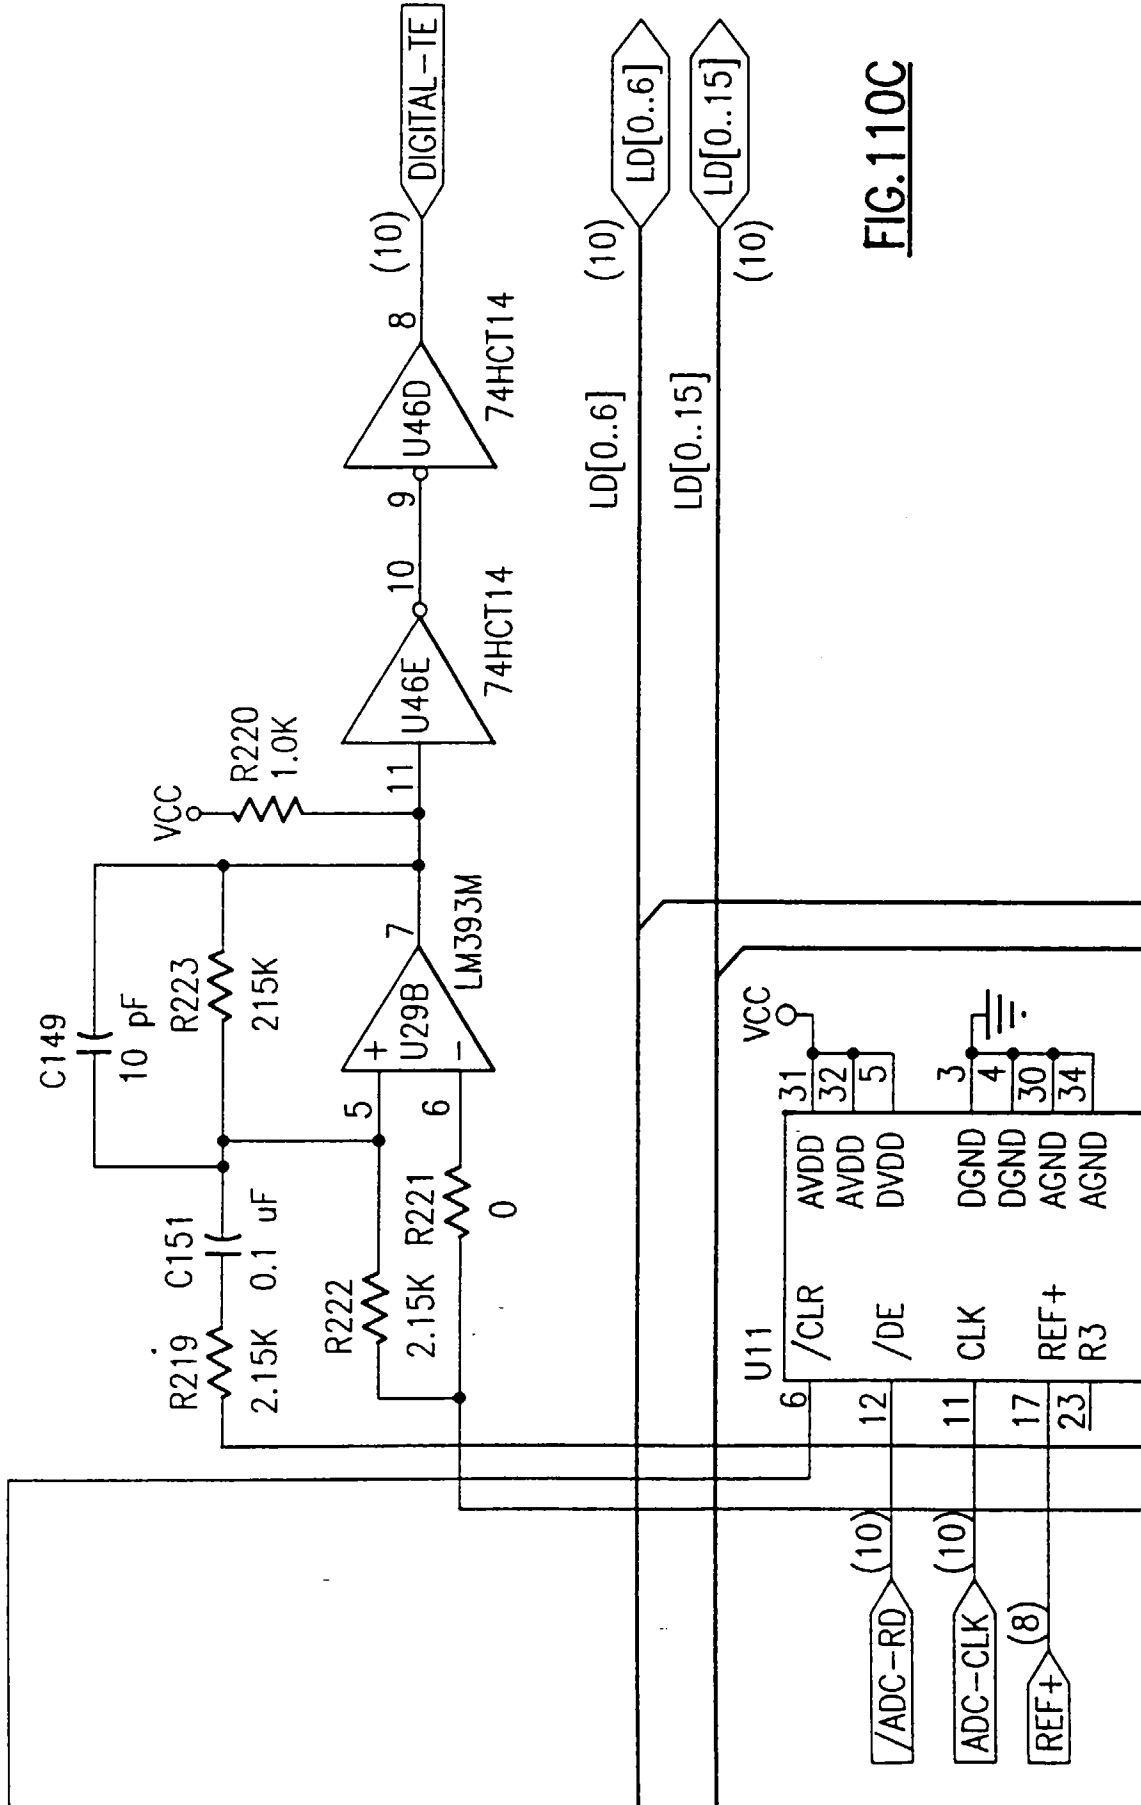 C149
10 pF
R223
215K
C151
0.1 uF
R219
2.15K
VCC
R220
1.0K
R222
2.15K
R221
0
5
6
+
-
U29B
7
LM393M
11
U46E
10
74HCT14
9
U46D
8
74HCT14
(10)
DIGITAL-TE
LD[0..6]
(10)
LD[0..6]
LD[0..15]
(10)
LD[0..15]
U11
6
/CLR
AVDD
31
VCC
AVDD
32
/ADC-RD
(10)
12
/DE
DVDD
5
ADC-CLK
(10)
11
CLK
DGND
3
DGND
4
REF+
(8)
17
REF+
AGND
30
23
R3
AGND
34
FIG.110C